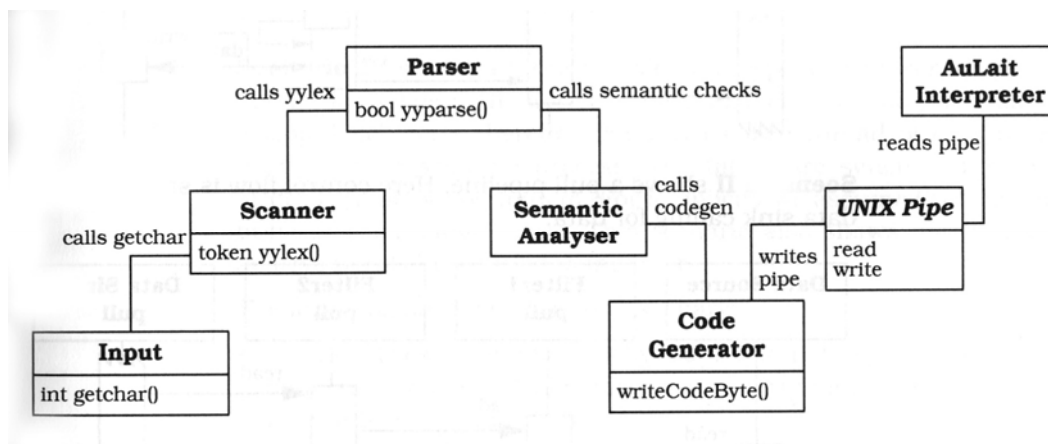 Parser
bool yyparse()
calls yylex
calls semantic checks
AuLait
Interpreter
reads pipe
Scanner
token yylex()
calls getchar
Semantic
Analyser
calls
codegen
UNIX Pipe
read
write
writes
pipe
Input
int getchar()
Code
Generator
writeCodeByte()